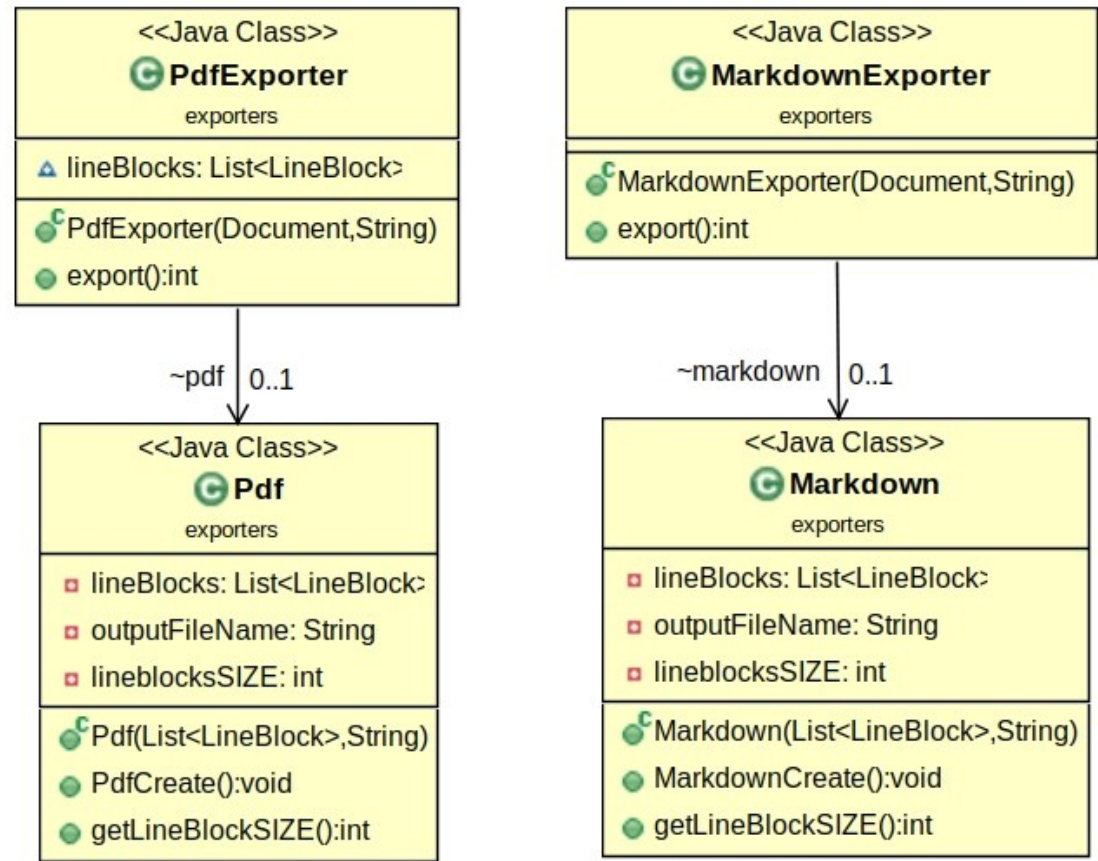 <<Java Class>>
PdfExporter
exporters
lineBlocks: List<LineBlock>
PdfExporter(Document,String)
export():int
~pdf
0..1
<<Java Class>>
Pdf
exporters
lineBlocks: List<LineBlock>
outputFileName: String
lineblocksSIZE: int
Pdf(List<LineBlock>,String)
PdfCreate():void
getLineBlockSIZE():int
<<Java Class>>
MarkdownExporter
exporters
MarkdownExporter(Document,String)
export():int
~markdown
0..1
<<Java Class>>
Markdown
exporters
lineBlocks: List<LineBlock>
outputFileName: String
lineblocksSIZE: int
Markdown(List<LineBlock>,String)
MarkdownCreate():void
getLineBlockSIZE():int